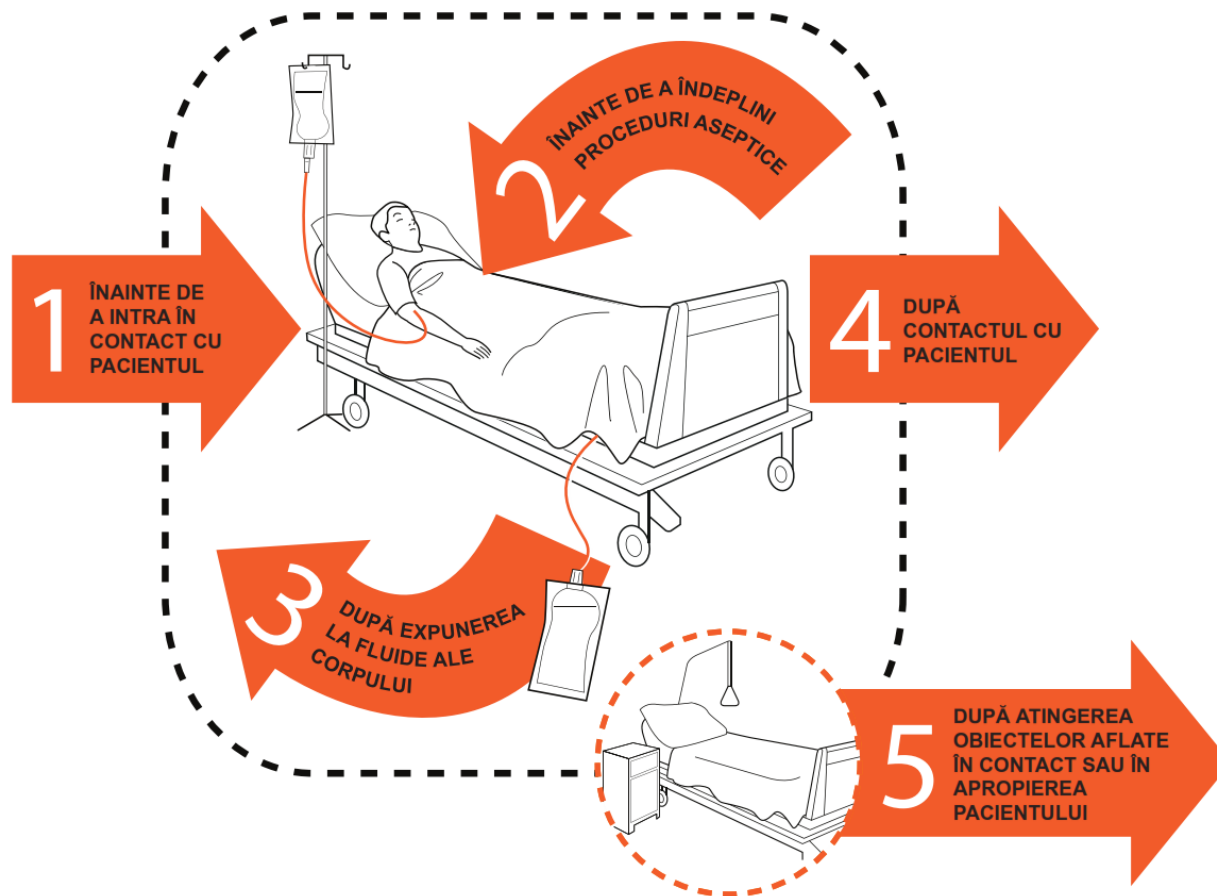 1
ÎNAINTE DE
A INTRA ÎN
CONTACT CU
PACIENTUL
2
ÎNAINTE DE A ÎNDEPLINI
PROCEDURI ASEPTICE
3
DUPĂ EXPUNEREA
LA FLUIDE ALE
CORPULUI
4
DUPĂ
CONTACTUL CU
PACIENTUL
5
DUPĂ ATINGEREA
OBIECTELOR AFLATE
ÎN CONTACT SAU ÎN
APROPIEREA
PACIENTULUI